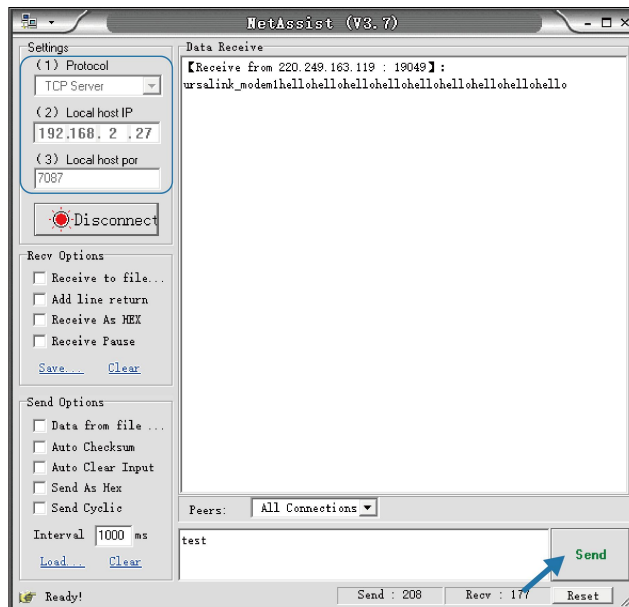 NetAssist (V3.7)
Settings
(1) Protocol
TCP Server
(2) Local host IP
192.168. 2 .27
(3) Local host por
7087
Disconnect
Recv Options
Receive to file...
Add line return
Receive As HEX
Receive Pause
Save... Clear
Send Options
Data from file ...
Auto Checksum
Auto Clear Input
Send As Hex
Send Cyclic
Interval 1000 ms
Load... Clear
Data Receive
【Receive from 220.249.163.119 : 19049】:
ursalink_modem1hellohellohellohellohellohellohellohellohello
Peers: All Connections
test
Send
Ready!
Send : 208 Recv : 177 Reset